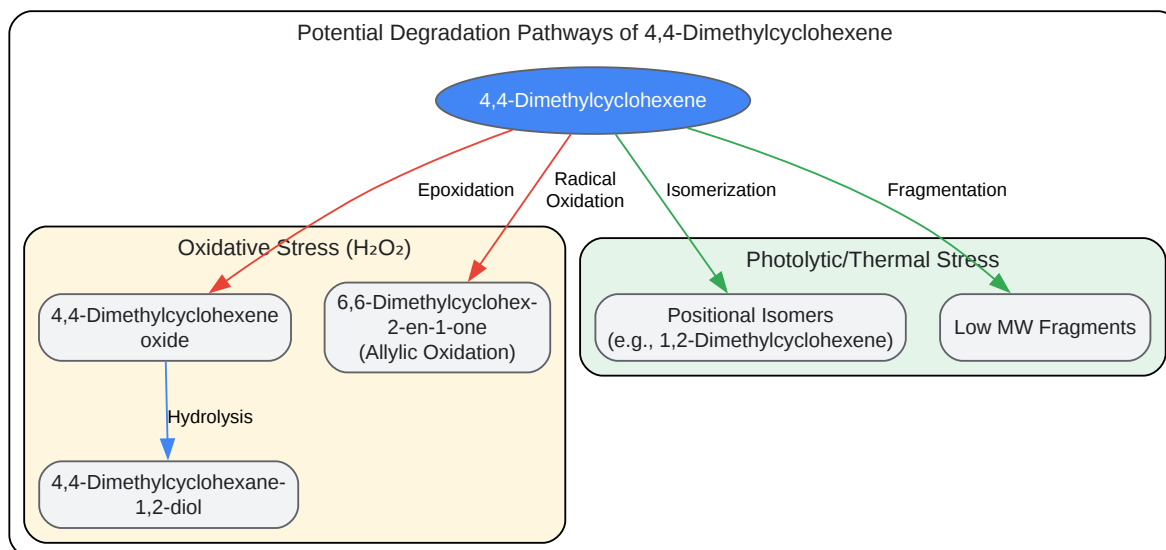 Potential Degradation Pathways of 4,4-Dimethylcyclohexene
4,4-Dimethylcyclohexene
Epoxidation
Radical
Oxidation
Isomerization
Fragmentation
Oxidative Stress (H₂O₂)
4,4-Dimethylcyclohexene
oxide
6,6-Dimethylcyclohex-
2-en-1-one
(Allylic Oxidation)
Hydrolysis
4,4-Dimethylcyclohexane-
1,2-diol
Photolytic/Thermal Stress
Positional Isomers
(e.g., 1,2-Dimethylcyclohexene)
Low MW Fragments